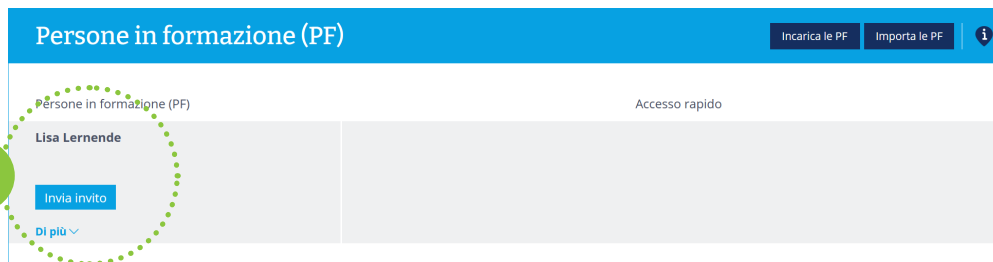 Persone in formazione (PF)
Incarica le PF
Importa le PF
Persone in formazione (PF)
Accesso rapido
Lisa Lernende
Invia invito
Di più